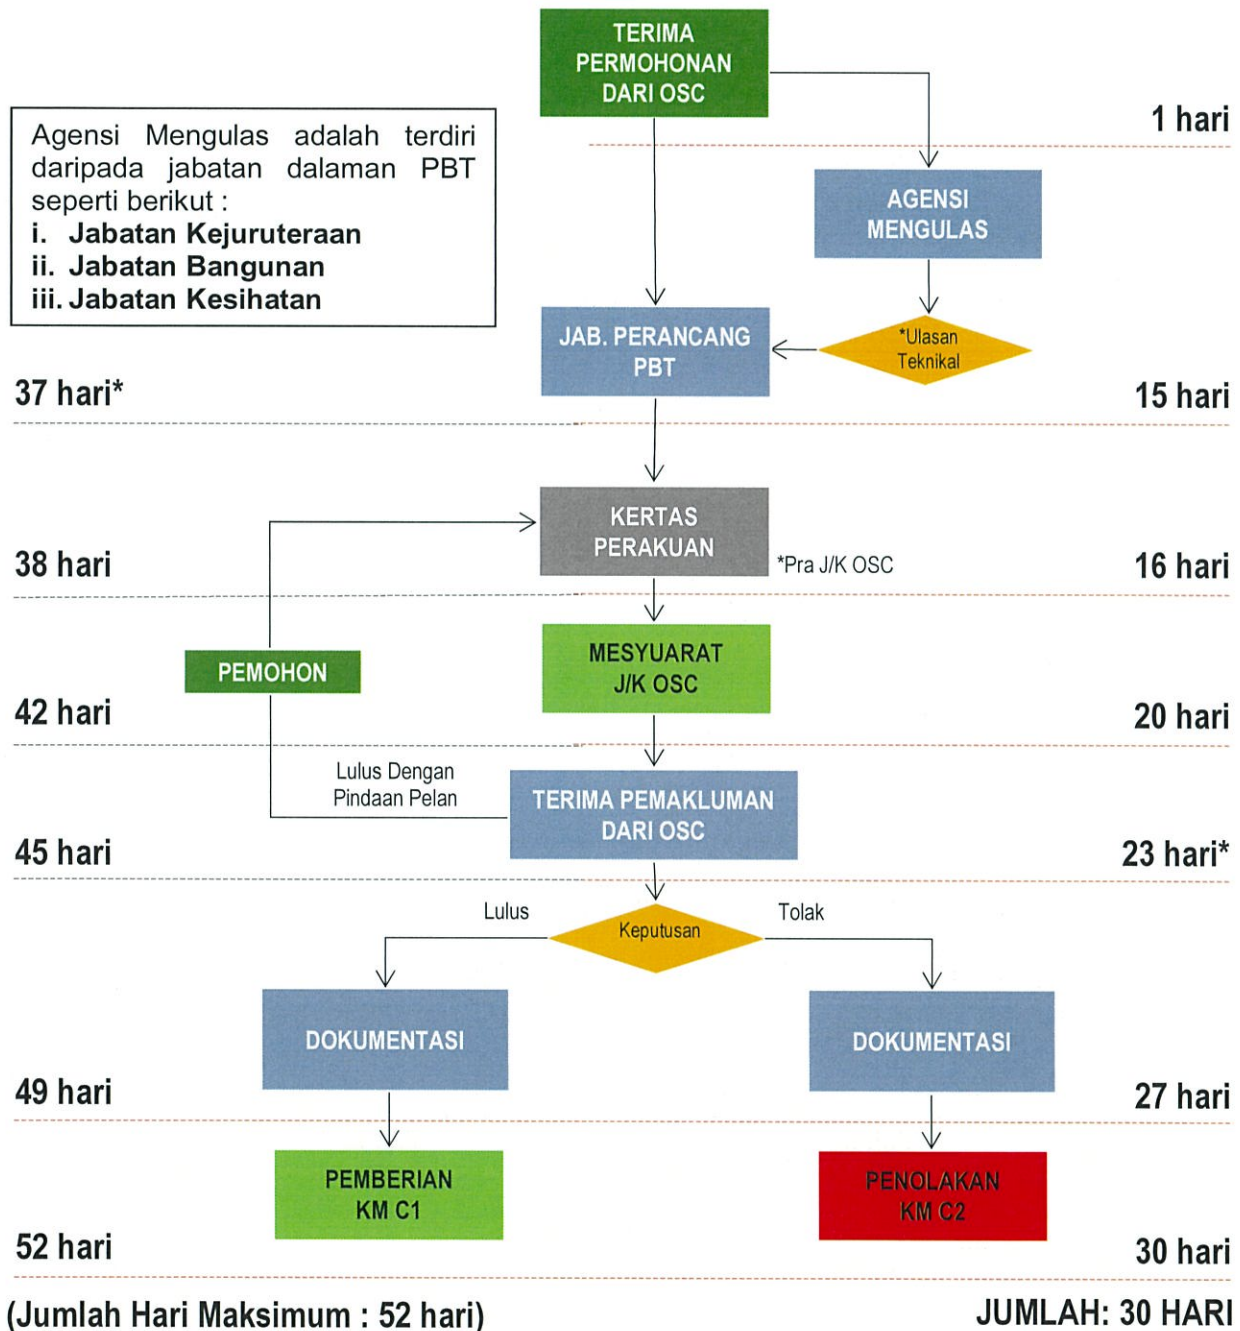 TERIMA
PERMOHONAN
DARI OSC
1 hari
Agensi Mengulas adalah terdiri
daripada jabatan dalaman PBT
seperti berikut :
i. Jabatan Kejuruteraan
ii. Jabatan Bangunan
iii. Jabatan Kesihatan
AGENSI
MENGULAS
JAB. PERANCANG
PBT
*Ulasan
Teknikal
37 hari*
15 hari
KERTAS
PERAKUAN
*Pra J/K OSC
38 hari
16 hari
PEMOHON
MESYUARAT
J/K OSC
42 hari
20 hari
Lulus Dengan
Pindaan Pelan
TERIMA PEMAKLUMAN
DARI OSC
45 hari
23 hari*
Lulus
Keputusan
Tolak
DOKUMENTASI
DOKUMENTASI
49 hari
27 hari
PEMBERIAN
KM C1
PENOLAKAN
KM C2
52 hari
30 hari
(Jumlah Hari Maksimum : 52 hari)
JUMLAH: 30 HARI